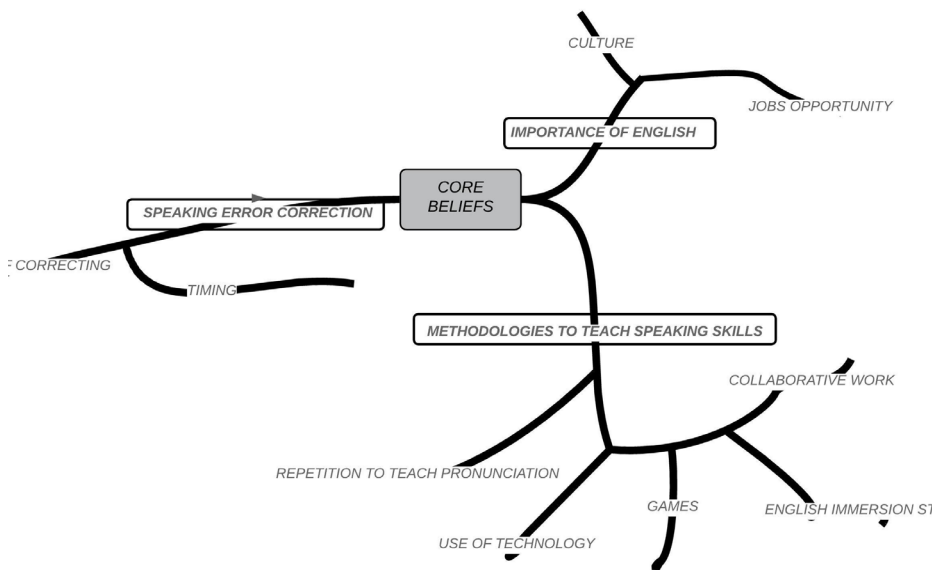 CULTURE
JOBS OPPORTUNITY
IMPORTANCE OF ENGLISH
CORE
BELIEFS
SPEAKING ERROR CORRECTION
CORRECTING
TIMING
METHODOLOGIES TO TEACH SPEAKING SKILLS
COLLABORATIVE WORK
REPETITION TO TEACH PRONUNCIATION
GAMES
ENGLISH IMMERSION
USE OF TECHNOLOGY